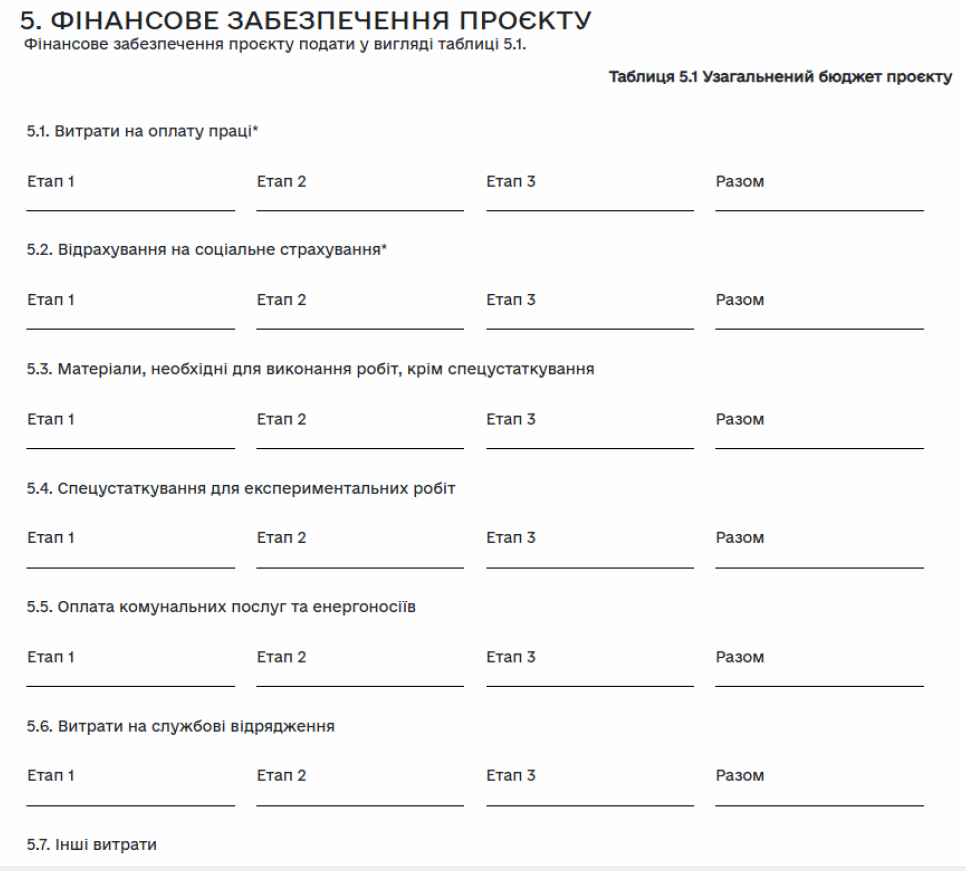 5. ФІНАНСОВЕ ЗАБЕЗПЕЧЕННЯ ПРОЄКТУ
Фінансове забезпечення проєкту подати у вигляді таблиці 5.1.
Таблиця 5.1 Узагальнений бюджет проєкту
5.1. Витрати на оплату праці*
Етап 1 Етап 2 Етап 3 Разом
5.2. Відрахування на соціальне страхування*
Етап 1 Етап 2 Етап 3 Разом
5.3. Матеріали, необхідні для виконання робіт, крім спецустаткування
Етап 1 Етап 2 Етап 3 Разом
5.4. Спецустаткування для експериментальних робіт
Етап 1 Етап 2 Етап 3 Разом
5.5. Оплата комунальних послуг та енергоносіїв
Етап 1 Етап 2 Етап 3 Разом
5.6. Витрати на службові відрядження
Етап 1 Етап 2 Етап 3 Разом
5.7. Інші витрати